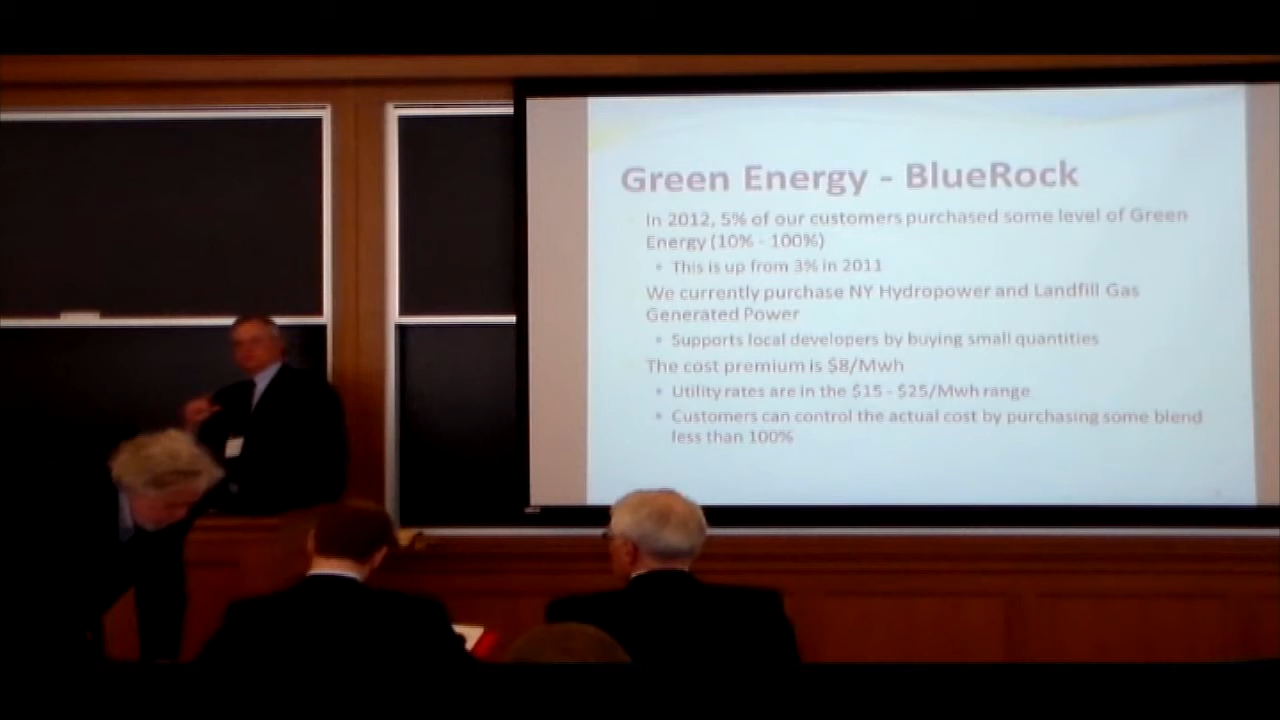 Green Energy - BlueRock
In 2012, 5% of our customers purchased some level of Green
Energy (10% - 100%)
This is up from 3% in 2011
We currently purchase NY Hydropower and Landfill Gas
Generated Power
Supports local developers by buying small quantities
The cost premium is $8/Mwh
Utility rates are in the $15 - $25/Mwh range
Customers can control the actual cost by purchasing some blend
less than 100%